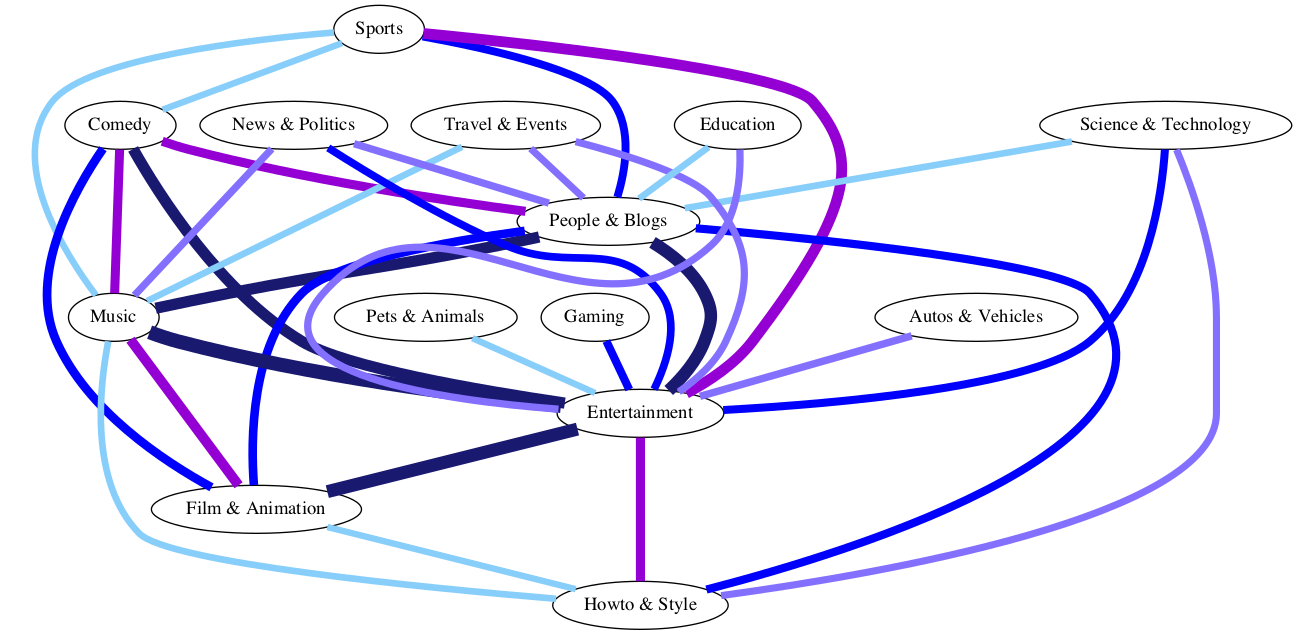 Sports
Comedy
News & Politics
Travel & Events
Education
Science & Technology
People & Blogs
Music
Pets & Animals
Gaming
Autos & Vehicles
Entertainment
Film & Animation
Howto & Style